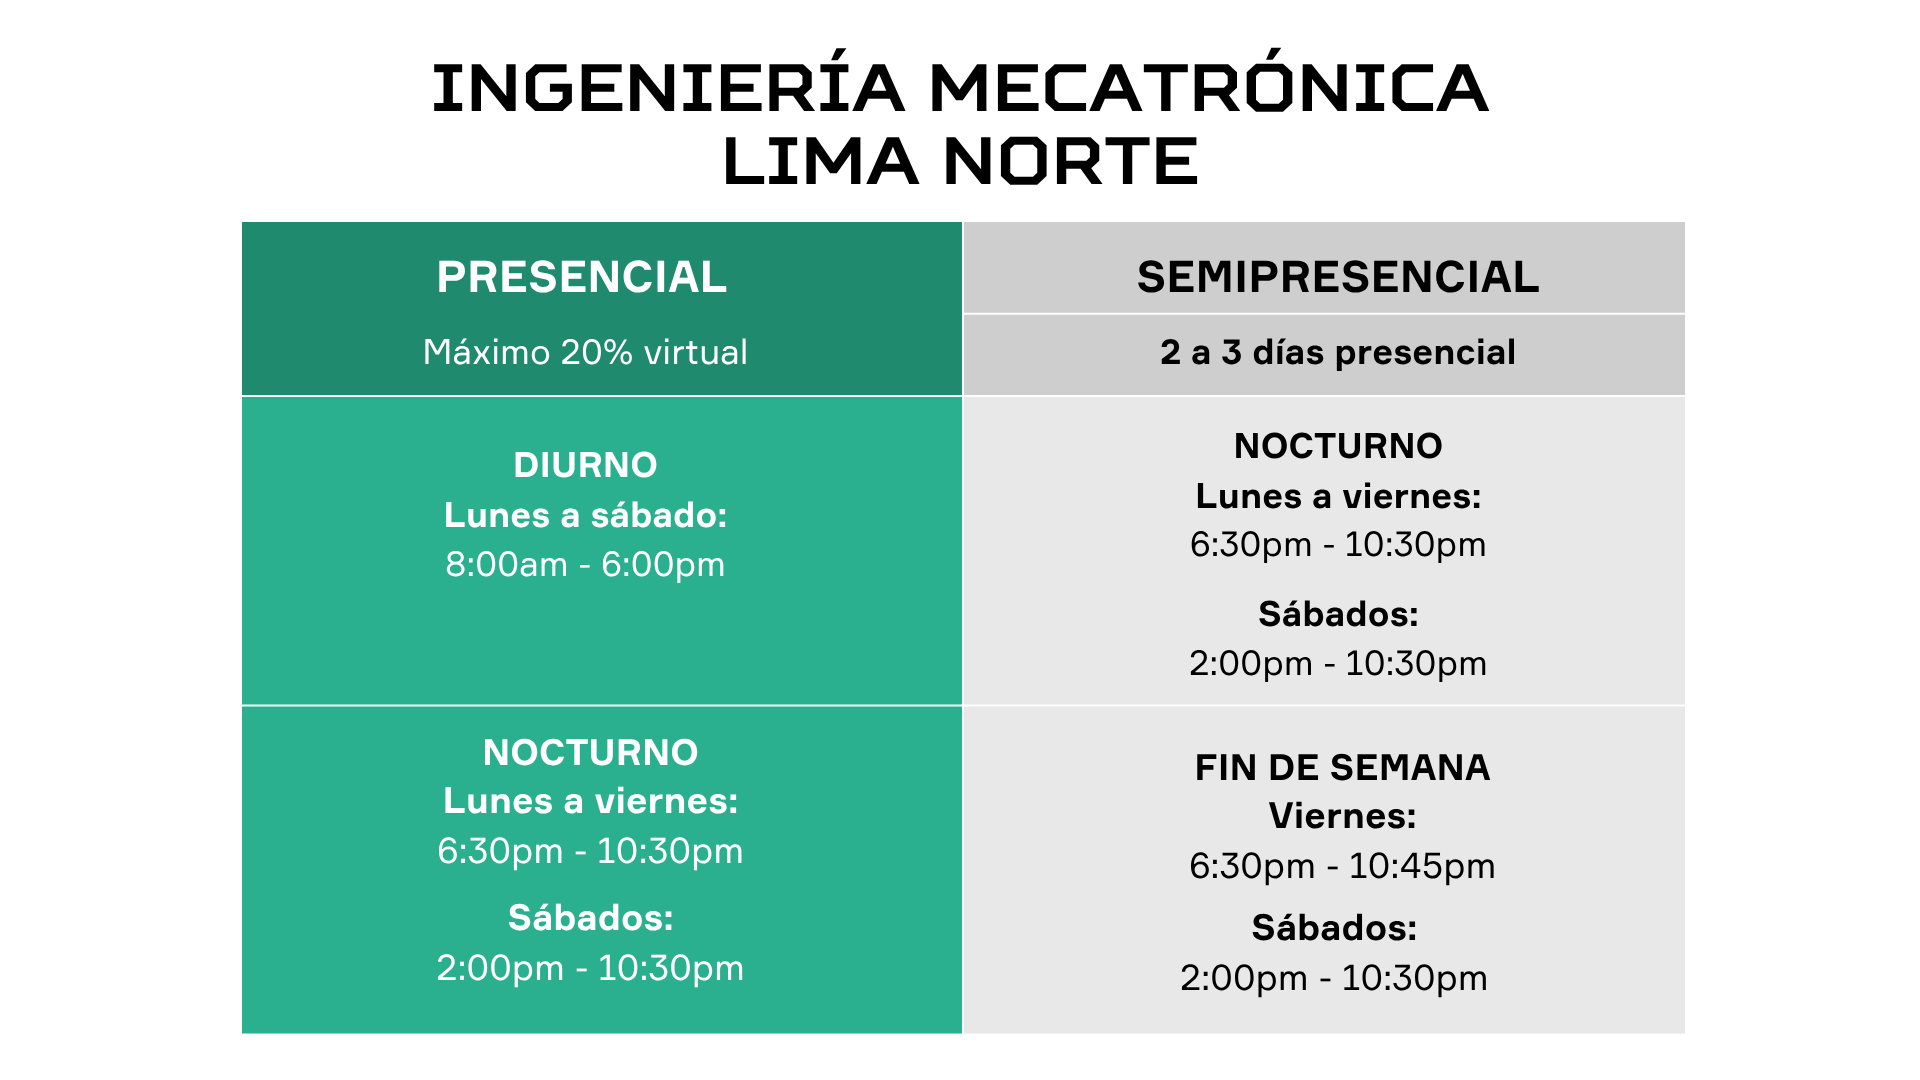 INGENIERÍA MECATRÓNICA
LIMA NORTE
PRESENCIAL
Máximo 20% virtual
SEMIPRESENCIAL
2 a 3 días presencial
DIURNO
Lunes a sábado:
8:00am - 6:00pm
NOCTURNO
Lunes a viernes:
6:30pm - 10:30pm
Sábados:
2:00pm - 10:30pm
NOCTURNO
Lunes a viernes:
6:30pm - 10:30pm
Sábados:
2:00pm - 10:30pm
FIN DE SEMANA
Viernes:
6:30pm - 10:45pm
Sábados:
2:00pm - 10:30pm